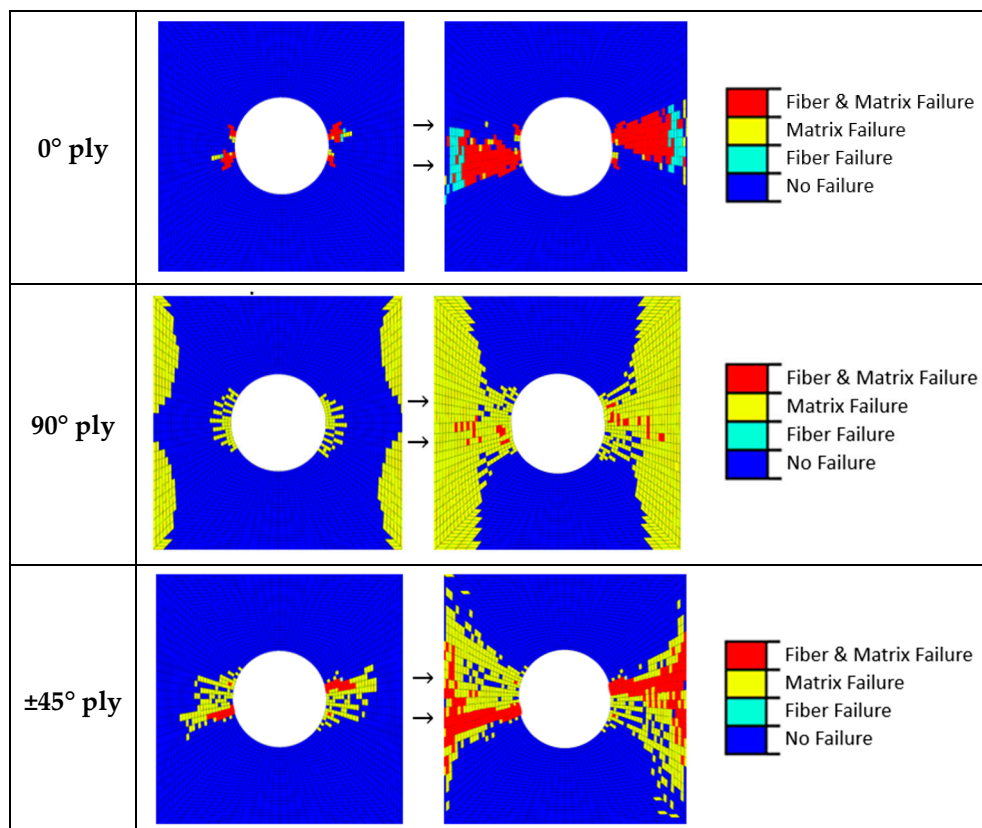 0° ply
→
→
Fiber & Matrix Failure
Matrix Failure
Fiber Failure
No Failure
90° ply
→
→
Fiber & Matrix Failure
Matrix Failure
Fiber Failure
No Failure
±45° ply
→
→
Fiber & Matrix Failure
Matrix Failure
Fiber Failure
No Failure